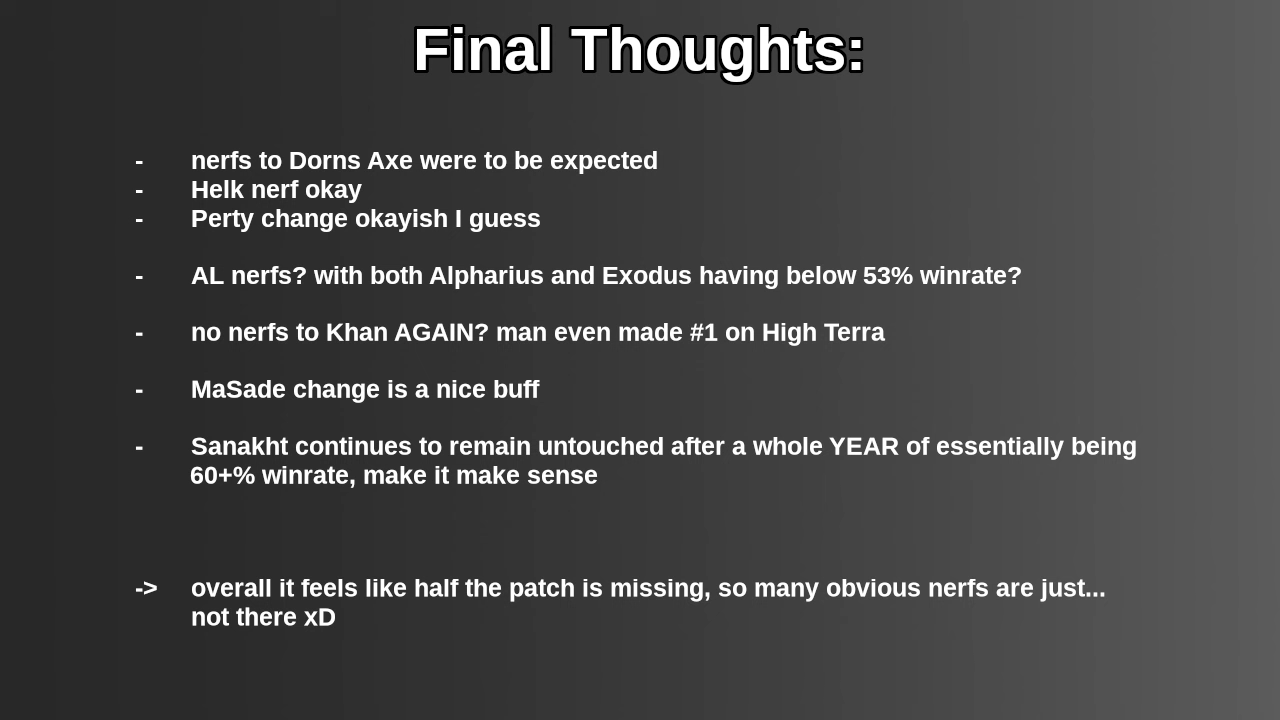 Final Thoughts:
- nerfs to Dorns Axe were to be expected
- Helk nerf okay
- Perty change okayish I guess
- AL nerfs? with both Alpharius and Exodus having below 53% winrate?
- no nerfs to Khan AGAIN? man even made #1 on High Terra
- MaSade change is a nice buff
- Sanakht continues to remain untouched after a whole YEAR of essentially being
60+% winrate, make it make sense
-> overall it feels like half the patch is missing, so many obvious nerfs are just...
not there xD